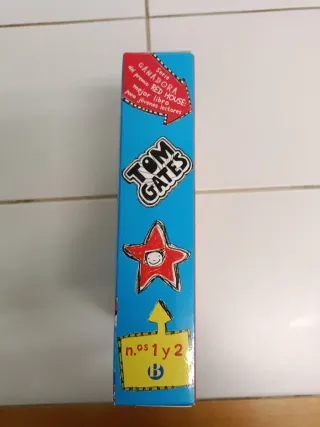 Serie
GANADORA
del premio RED HOUSE:
mejor libro
para jóvenes lectores
TOM
GATES
n.os 1 y 2
B